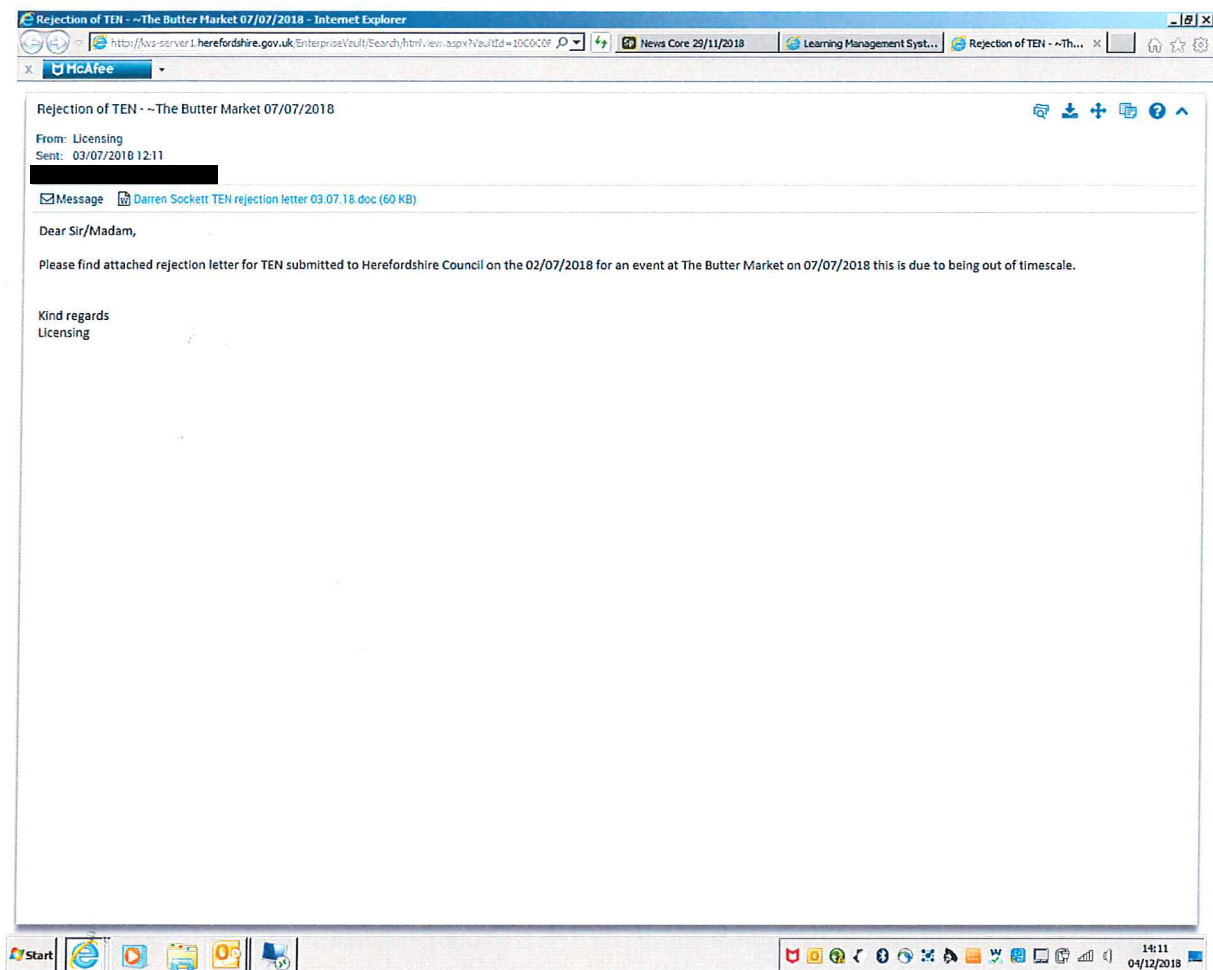 Rejection of TEN - ~The Butter Market 07/07/2018 - Internet Explorer
herefordshire.gov.uk/EnterpriseVault/Search/htmlview.aspx?VaultId=
News Core 29/11/2018
Learning Management Syst...
Rejection of TEN - ~Th...
McAfee
Rejection of TEN - ~The Butter Market 07/07/2018
From: Licensing
Sent: 03/07/2018 12:11
Message Darren Sockett TEN rejection letter 03.07.18.doc (60 KB)
Dear Sir/Madam,
Please find attached rejection letter for TEN submitted to Herefordshire Council on the 02/07/2018 for an event at The Butter Market on 07/07/2018 this is due to being out of timescale.
Kind regards
Licensing
Start
14:11
04/12/2018